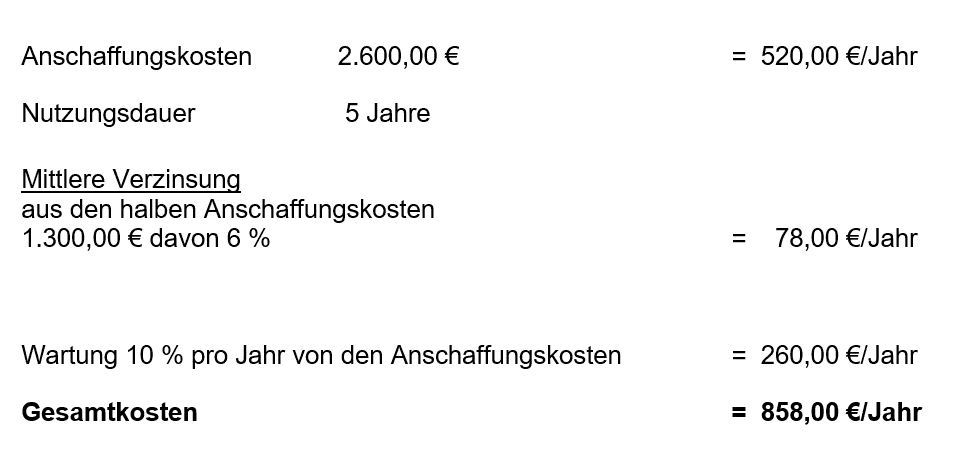 Anschaffungskosten 2.600,00 € = 520,00 €/Jahr
Nutzungsdauer 5 Jahre
Mittlere Verzinsung
aus den halben Anschaffungskosten
1.300,00 € davon 6 % = 78,00 €/Jahr
Wartung 10 % pro Jahr von den Anschaffungskosten = 260,00 €/Jahr
Gesamtkosten = 858,00 €/Jahr